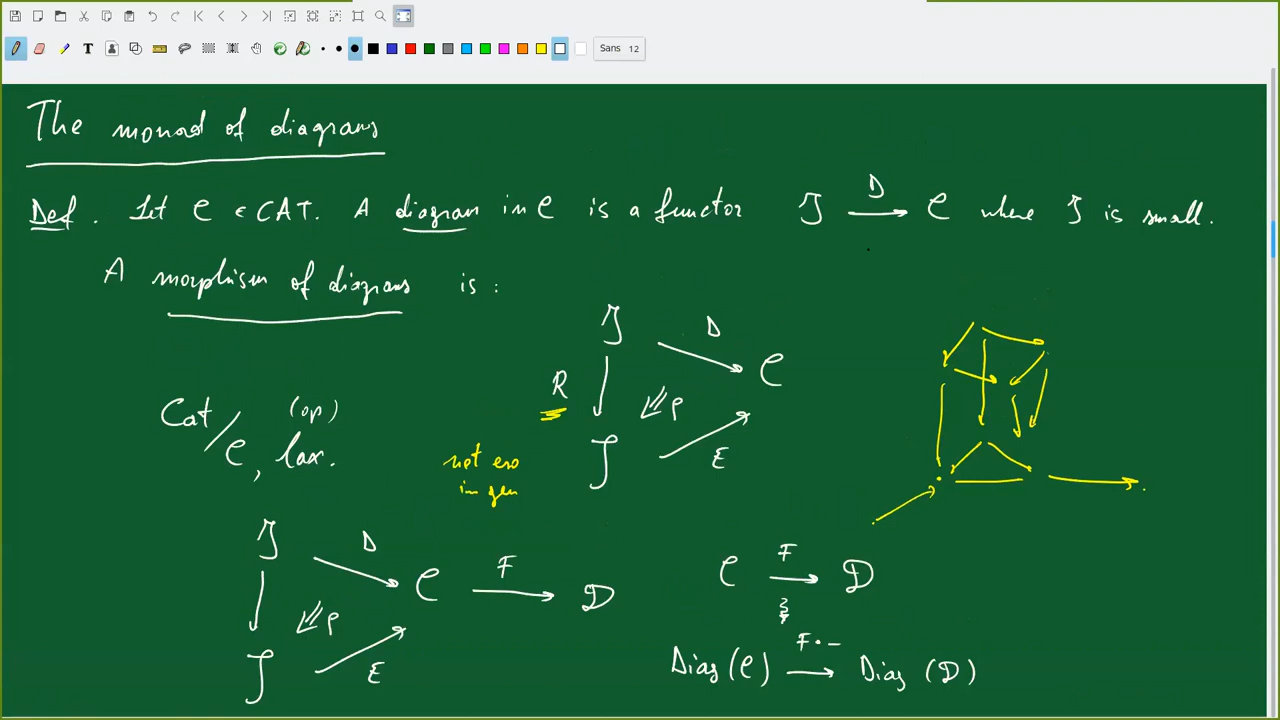 Sans 12
The monad of diagrams
Def. Let C ∈ CAT. A diagram in C is a functor J D C where J is small.
A morphism of diagrams is:
J D C
R ρ
J E
Cat/C, lax. (op)
not eso
in gen
J D C F D
ρ
J E
C F D
F · –
Diag (C) → Diag (D)